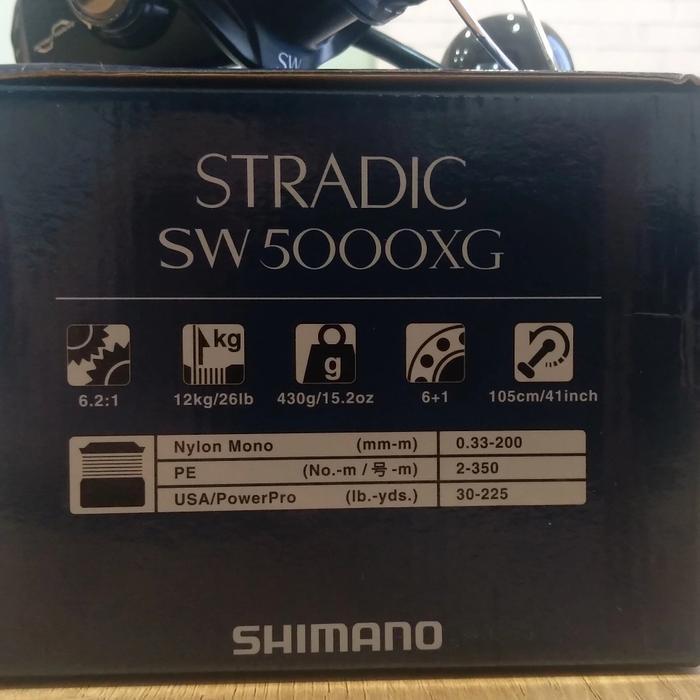 SW
STRADIC
SW 5000XG
kg
g
6.2:1 12kg/26lb 430g/15.2oz 6+1 105cm/41inch
Nylon Mono (mm-m) 0.33-200
PE (No.-m / 号 -m) 2-350
USA/PowerPro (lb.-yds.) 30-225
SHIMANO